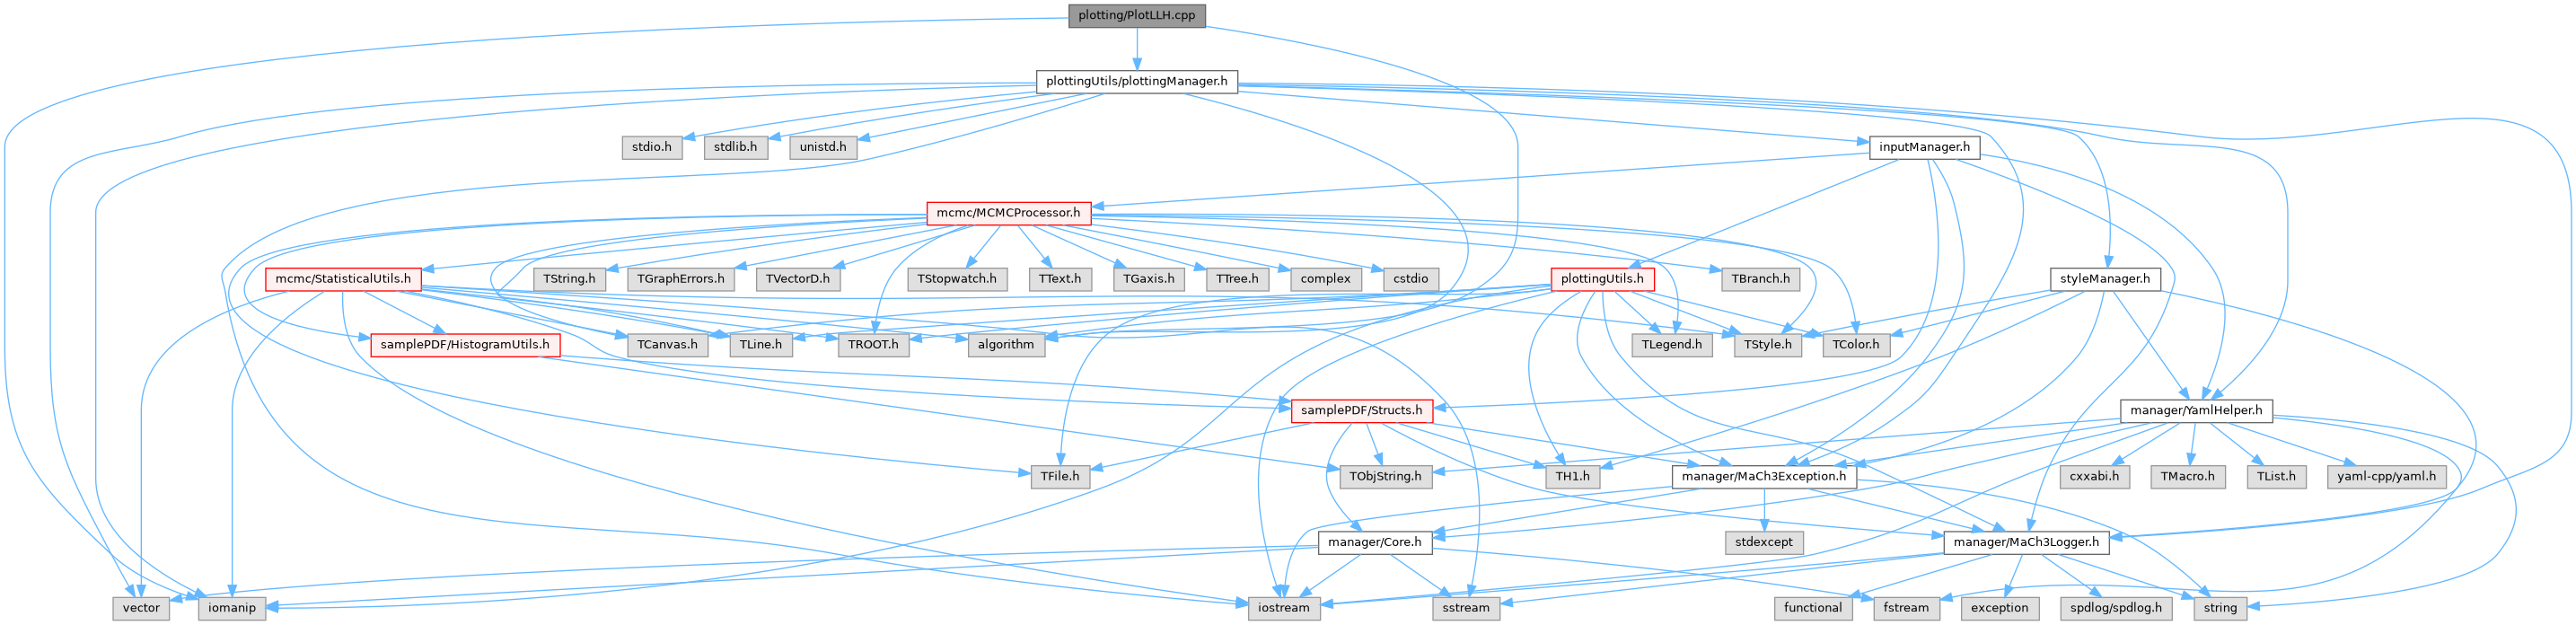 plotting/PlotLLH.cpp
plottingUtils/plottingManager.h
stdio.h
stdlib.h
unistd.h
inputManager.h
mcmc/MCMCProcessor.h
mcmc/StatisticalUtils.h
TString.h
TGraphErrors.h
TVectorD.h
TStopwatch.h
TText.h
TGaxis.h
TTree.h
complex
cstdio
plottingUtils.h
TBranch.h
styleManager.h
samplePDF/HistogramUtils.h
TCanvas.h
TLine.h
TROOT.h
algorithm
TLegend.h
TStyle.h
TColor.h
samplePDF/Structs.h
manager/YamlHelper.h
TFile.h
TObjString.h
TH1.h
manager/MaCh3Exception.h
cxxabi.h
TMacro.h
TList.h
yaml-cpp/yaml.h
manager/Core.h
stdexcept
manager/MaCh3Logger.h
vector
iomanip
iostream
sstream
functional
fstream
exception
spdlog/spdlog.h
string